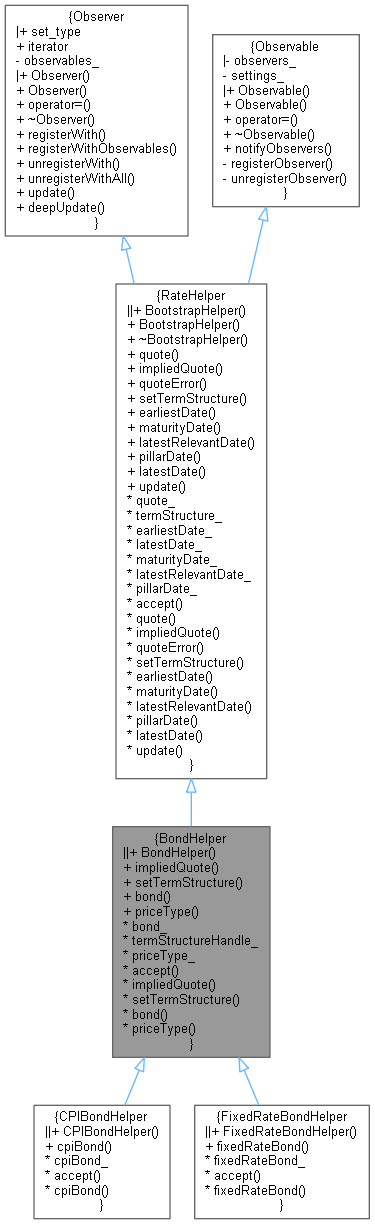 {Observer
|+ set_type
+ iterator
- observables_
|+ Observer()
+ Observer()
+ operator=()
+ ~Observer()
+ registerWith()
+ registerWithObservables()
+ unregisterWith()
+ unregisterWithAll()
+ update()
+ deepUpdate()
}
{Observable
|- observers_
- settings_
|+ Observable()
+ Observable()
+ operator=()
+ ~Observable()
+ notifyObservers()
- registerObserver()
- unregisterObserver()
}
{RateHelper
||+ BootstrapHelper()
+ BootstrapHelper()
+ ~BootstrapHelper()
+ quote()
+ impliedQuote()
+ quoteError()
+ setTermStructure()
+ earliestDate()
+ maturityDate()
+ latestRelevantDate()
+ pillarDate()
+ latestDate()
+ update()
* quote_
* termStructure_
* earliestDate_
* latestDate_
* maturityDate_
* latestRelevantDate_
* pillarDate_
* accept()
* quote()
* impliedQuote()
* quoteError()
* setTermStructure()
* earliestDate()
* maturityDate()
* latestRelevantDate()
* pillarDate()
* latestDate()
* update()
}
{BondHelper
||+ BondHelper()
+ impliedQuote()
+ setTermStructure()
+ bond()
+ priceType()
* bond_
* termStructureHandle_
* priceType_
* accept()
* impliedQuote()
* setTermStructure()
* bond()
* priceType()
}
{CPIBondHelper
||+ CPIBondHelper()
+ cpiBond()
* cpiBond_
* accept()
* cpiBond()
}
{FixedRateBondHelper
||+ FixedRateBondHelper()
+ fixedRateBond()
* fixedRateBond_
* accept()
* fixedRateBond()
}